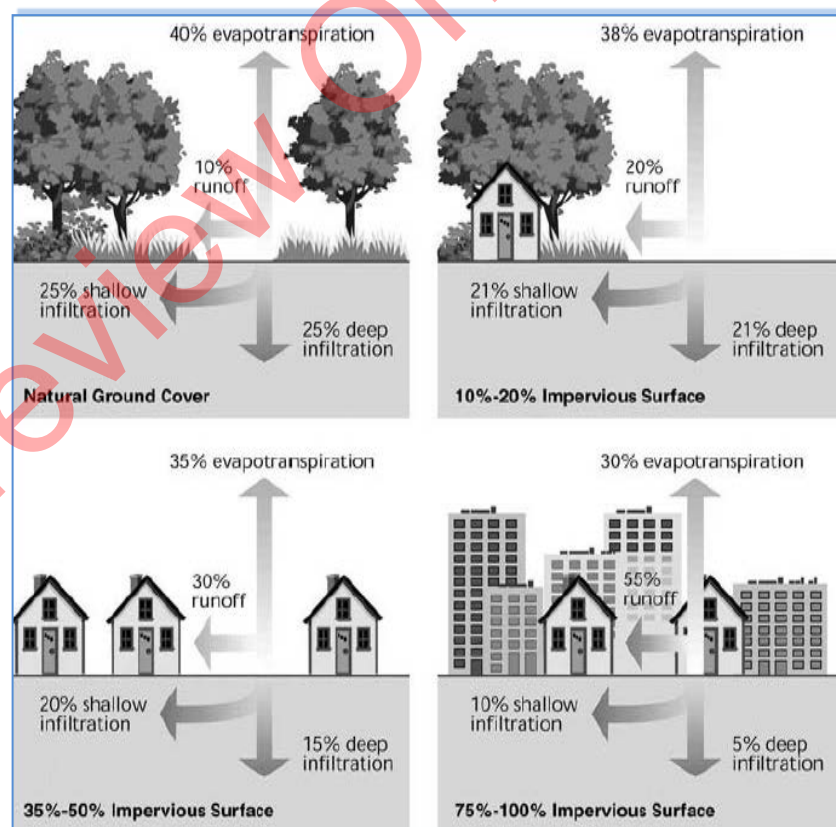 40% evapotranspiration
10%
runoff
25% shallow
infiltration
25% deep
infiltration
Natural Ground Cover
38% evapotranspiration
20%
runoff
21% shallow
infiltration
21% deep
infiltration
10%-20% Impervious Surface
35% evapotranspiration
30%
runoff
20% shallow
infiltration
15% deep
infiltration
35%-50% Impervious Surface
30% evapotranspiration
55%
runoff
10% shallow
infiltration
5% deep
infiltration
75%-100% Impervious Surface